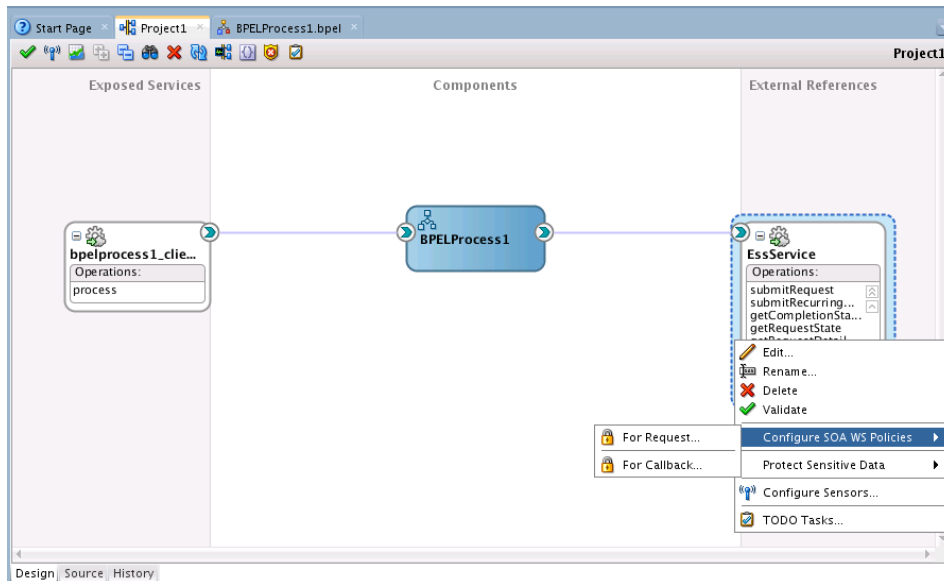 Start Page
Project1
BPELProcess1.bpel
Project1
Exposed Services
Components
External References
bpelprocess1_clie...
Operations:
process
BPELProcess1
EssService
Operations:
submitRequest
submitRecurring...
getCompletionSta...
getRequestState
Edit...
Rename...
Delete
Validate
Configure SOA WS Policies
For Request...
For Callback...
Protect Sensitive Data
Configure Sensors...
TODO Tasks...
Design Source History